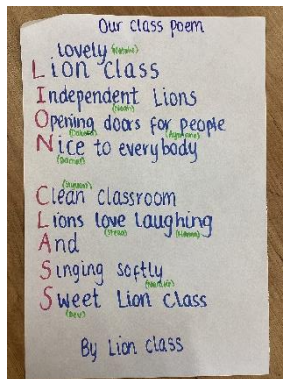 Our class poem
lovely
Lion Class
Independent Lions
Opening doors for people
Nice to everybody
Clean Classroom
Lions love laughing
And
Singing softly
Sweet Lion Class
By Lion class